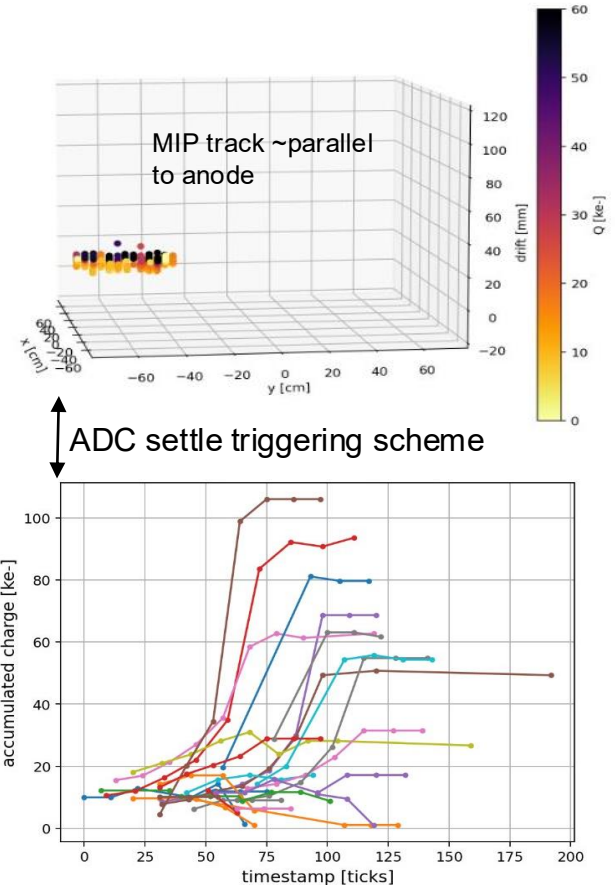 MIP track ~parallel
to anode
120
100
80
60
40
20
0
−20
drift [mm]
60
40
20
0
−20
−40
−60
x [cm]
−60 −40 −20 0 20 40 60
y [cm]
60
50
40
30
20
10
0
Q [ke-]
ADC settle triggering scheme
100
80
60
40
20
0
accumulated charge [ke-]
0 25 50 75 100 125 150 175 200
timestamp [ticks]